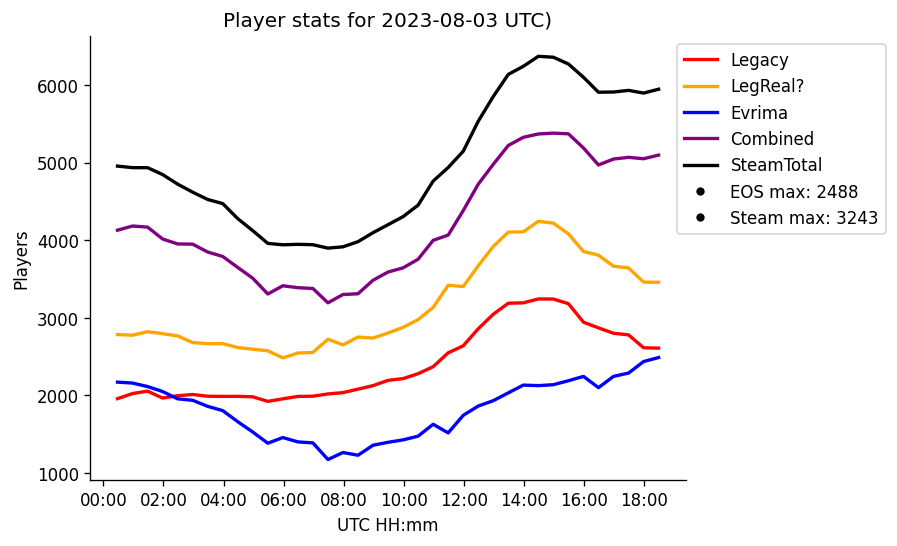 Player stats for 2023-08-03 UTC)
Legacy
LegReal?
Evrima
Combined
SteamTotal
EOS max: 2488
Steam max: 3243
Players
6000
5000
4000
3000
2000
1000
00:00 02:00 04:00 06:00 08:00 10:00 12:00 14:00 16:00 18:00
UTC HH:mm